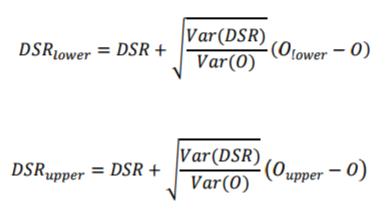 DSR_lower = DSR + √(Var(DSR)/Var(O)) (O_lower − O)
DSR_upper = DSR + √(Var(DSR)/Var(O)) (O_upper − O)